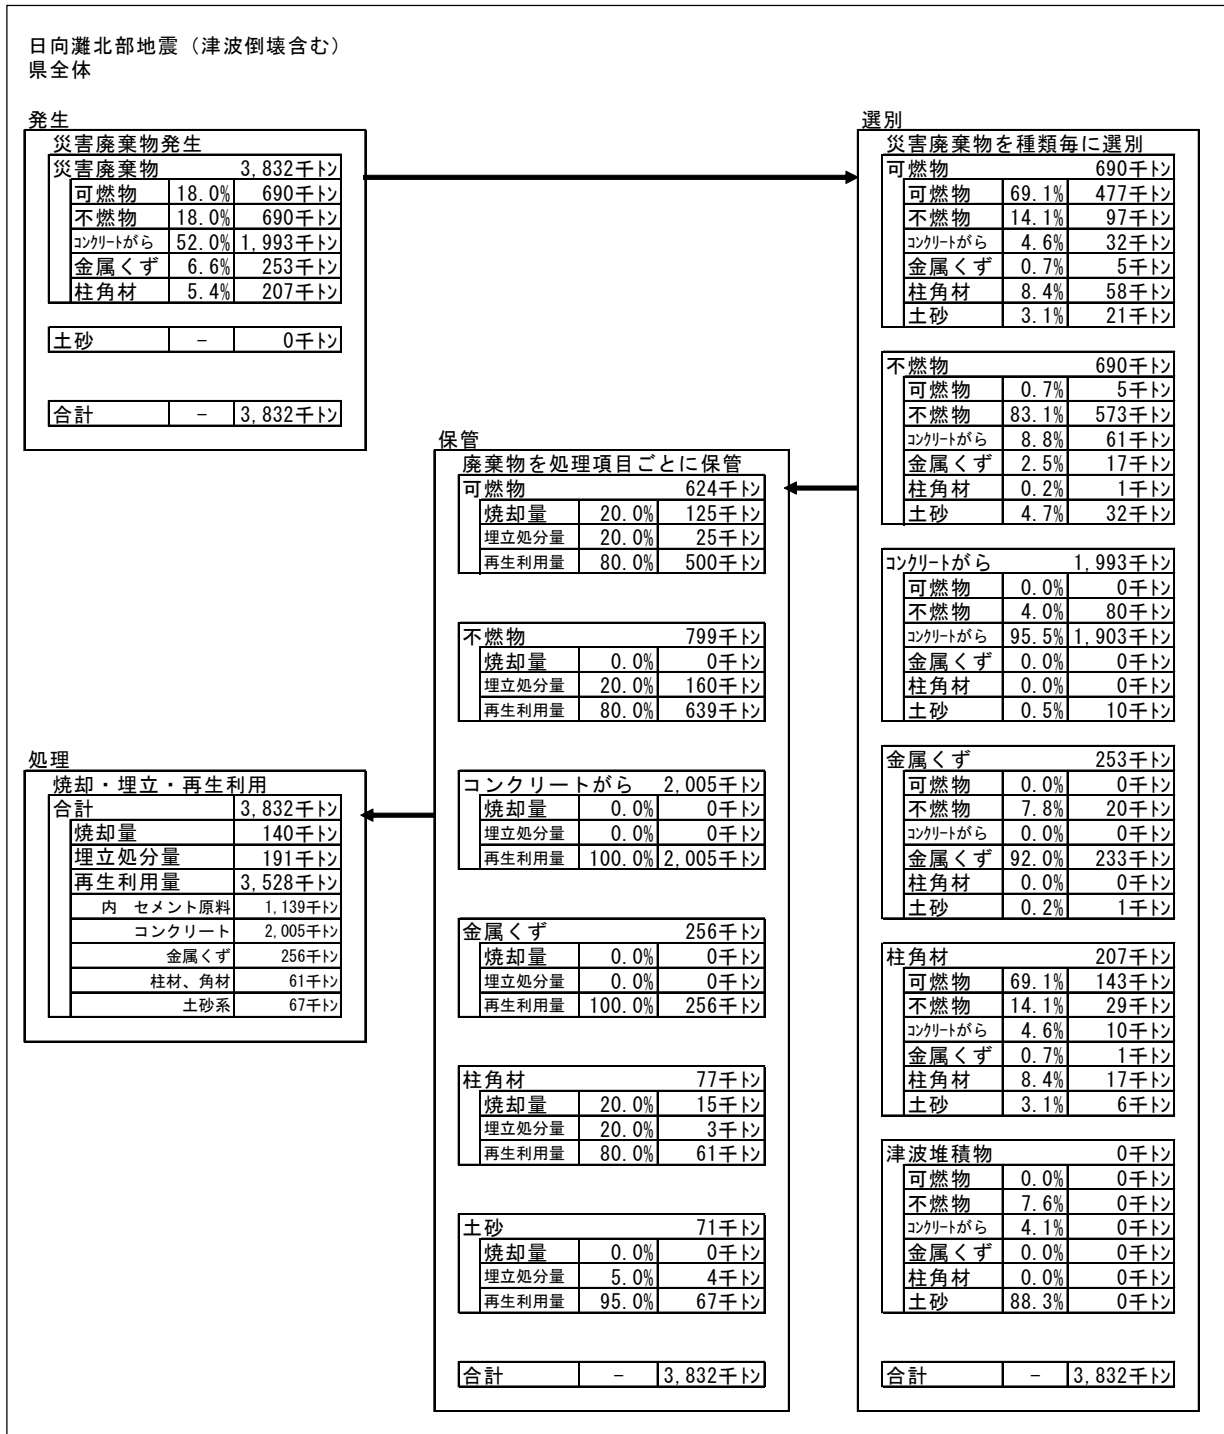 日向灘北部地震（津波倒壊含む）
県全体
発生
災害廃棄物発生
災害廃棄物 3,832千トン
可燃物 18.0% 690千トン
不燃物 18.0% 690千トン
コンクリートがら 52.0% 1,993千トン
金属くず 6.6% 253千トン
柱角材 5.4% 207千トン
土砂 － 0千トン
合計 － 3,832千トン
選別
災害廃棄物を種類毎に選別
可燃物 690千トン
可燃物 69.1% 477千トン
不燃物 14.1% 97千トン
コンクリートがら 4.6% 32千トン
金属くず 0.7% 5千トン
柱角材 8.4% 58千トン
土砂 3.1% 21千トン
不燃物 690千トン
可燃物 0.7% 5千トン
不燃物 83.1% 573千トン
コンクリートがら 8.8% 61千トン
金属くず 2.5% 17千トン
柱角材 0.2% 1千トン
土砂 4.7% 32千トン
コンクリートがら 1,993千トン
可燃物 0.0% 0千トン
不燃物 4.0% 80千トン
コンクリートがら 95.5% 1,903千トン
金属くず 0.0% 0千トン
柱角材 0.0% 0千トン
土砂 0.5% 10千トン
金属くず 253千トン
可燃物 0.0% 0千トン
不燃物 7.8% 20千トン
コンクリートがら 0.0% 0千トン
金属くず 92.0% 233千トン
柱角材 0.0% 0千トン
土砂 0.2% 1千トン
柱角材 207千トン
可燃物 69.1% 143千トン
不燃物 14.1% 29千トン
コンクリートがら 4.6% 10千トン
金属くず 0.7% 1千トン
柱角材 8.4% 17千トン
土砂 3.1% 6千トン
津波堆積物 0千トン
可燃物 0.0% 0千トン
不燃物 7.6% 0千トン
コンクリートがら 4.1% 0千トン
金属くず 0.0% 0千トン
柱角材 0.0% 0千トン
土砂 88.3% 0千トン
合計 － 3,832千トン
保管
廃棄物を処理項目ごとに保管
可燃物 624千トン
焼却量 20.0% 125千トン
埋立処分量 20.0% 25千トン
再生利用量 80.0% 500千トン
不燃物 799千トン
焼却量 0.0% 0千トン
埋立処分量 20.0% 160千トン
再生利用量 80.0% 639千トン
コンクリートがら 2,005千トン
焼却量 0.0% 0千トン
埋立処分量 0.0% 0千トン
再生利用量 100.0% 2,005千トン
金属くず 256千トン
焼却量 0.0% 0千トン
埋立処分量 0.0% 0千トン
再生利用量 100.0% 256千トン
柱角材 77千トン
焼却量 20.0% 15千トン
埋立処分量 20.0% 3千トン
再生利用量 80.0% 61千トン
土砂 71千トン
焼却量 0.0% 0千トン
埋立処分量 5.0% 4千トン
再生利用量 95.0% 67千トン
合計 － 3,832千トン
処理
焼却・埋立・再生利用
合計 3,832千トン
焼却量 140千トン
埋立処分量 191千トン
再生利用量 3,528千トン
内 セメント原料 1,139千トン
コンクリート 2,005千トン
金属くず 256千トン
柱材、角材 61千トン
土砂系 67千トン